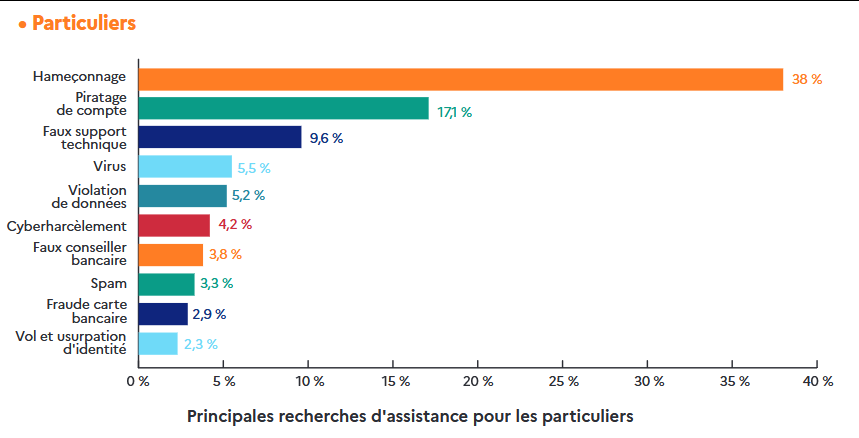 • Particuliers
Hameçonnage
38 %
Piratage
de compte
17,1 %
Faux support
technique
9,6 %
Virus
5,5 %
Violation
de données
5,2 %
Cyberharcèlement
4,2 %
Faux conseiller
bancaire
3,8 %
Spam
3,3 %
Fraude carte
bancaire
2,9 %
Vol et usurpation
d'identité
2,3 %
0 % 5 % 10 % 15 % 20 % 25 % 30 % 35 % 40 %
Principales recherches d'assistance pour les particuliers